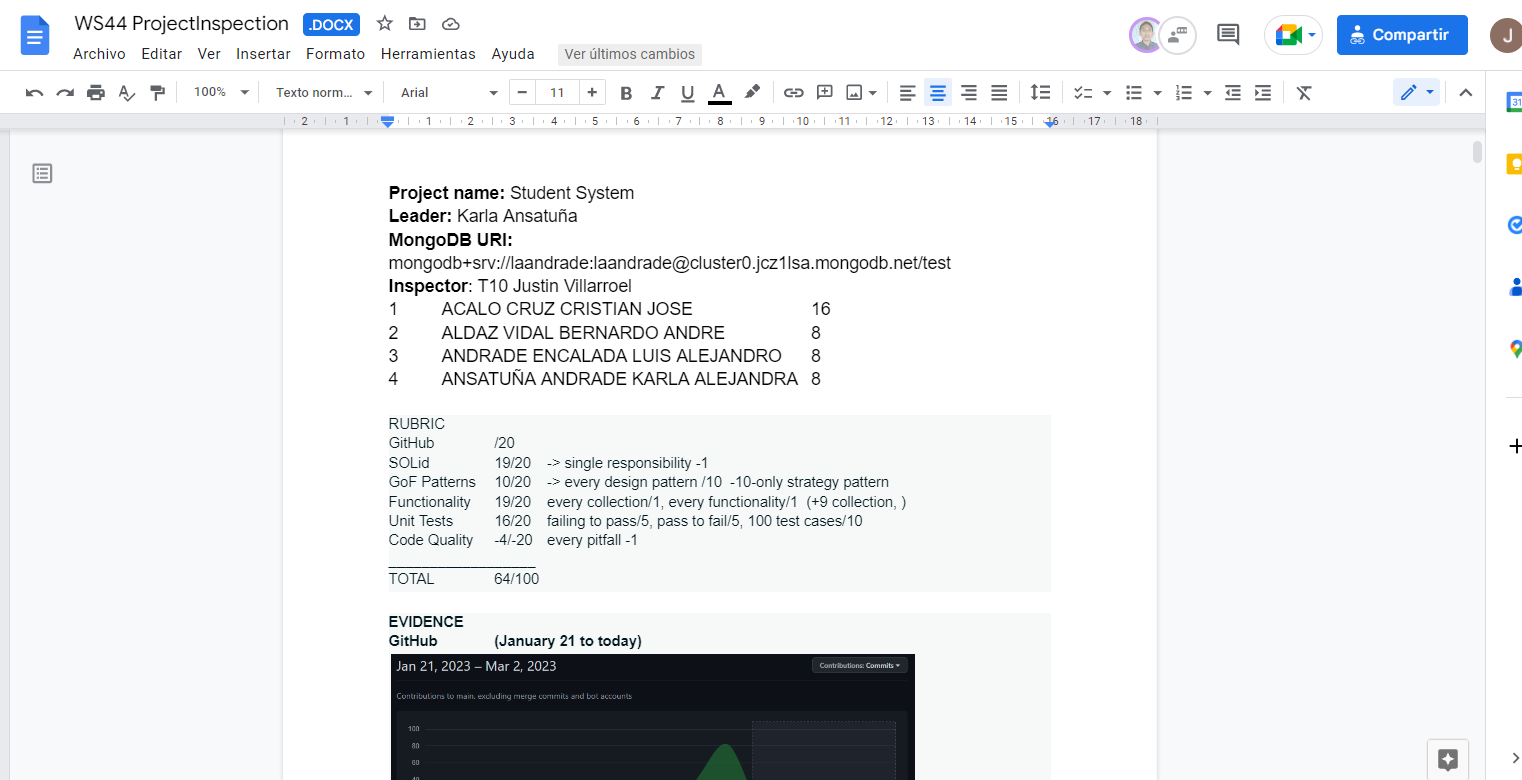 WS44 ProjectInspection .DOCX
Archivo Editar Ver Insertar Formato Herramientas Ayuda Ver últimos cambios
Compartir
J
100% Texto norm... Arial − 11 + B I U A
2 1 1 2 3 4 5 6 7 8 9 10 11 12 13 14 15 16 17 18
31
Project name: Student System
Leader: Karla Ansatuña
MongoDB URI:
mongodb+srv://laandrade:laandrade@cluster0.jcz1lsa.mongodb.net/test
Inspector: T10 Justin Villarroel
1 ACALO CRUZ CRISTIAN JOSE 16
2 ALDAZ VIDAL BERNARDO ANDRE 8
3 ANDRADE ENCALADA LUIS ALEJANDRO 8
4 ANSATUÑA ANDRADE KARLA ALEJANDRA 8
RUBRIC
GitHub /20
SOLid 19/20 -> single responsibility -1
GoF Patterns 10/20 -> every design pattern /10 -10-only strategy pattern
Functionality 19/20 every collection/1, every functionality/1 (+9 collection, )
Unit Tests 16/20 failing to pass/5, pass to fail/5, 100 test cases/10
Code Quality -4/-20 every pitfall -1
__________________
TOTAL 64/100
EVIDENCE
GitHub (January 21 to today)
Jan 21, 2023 – Mar 2, 2023
Contributions: Commits
Contributions to main, excluding merge commits and bot accounts
100
80
60
40